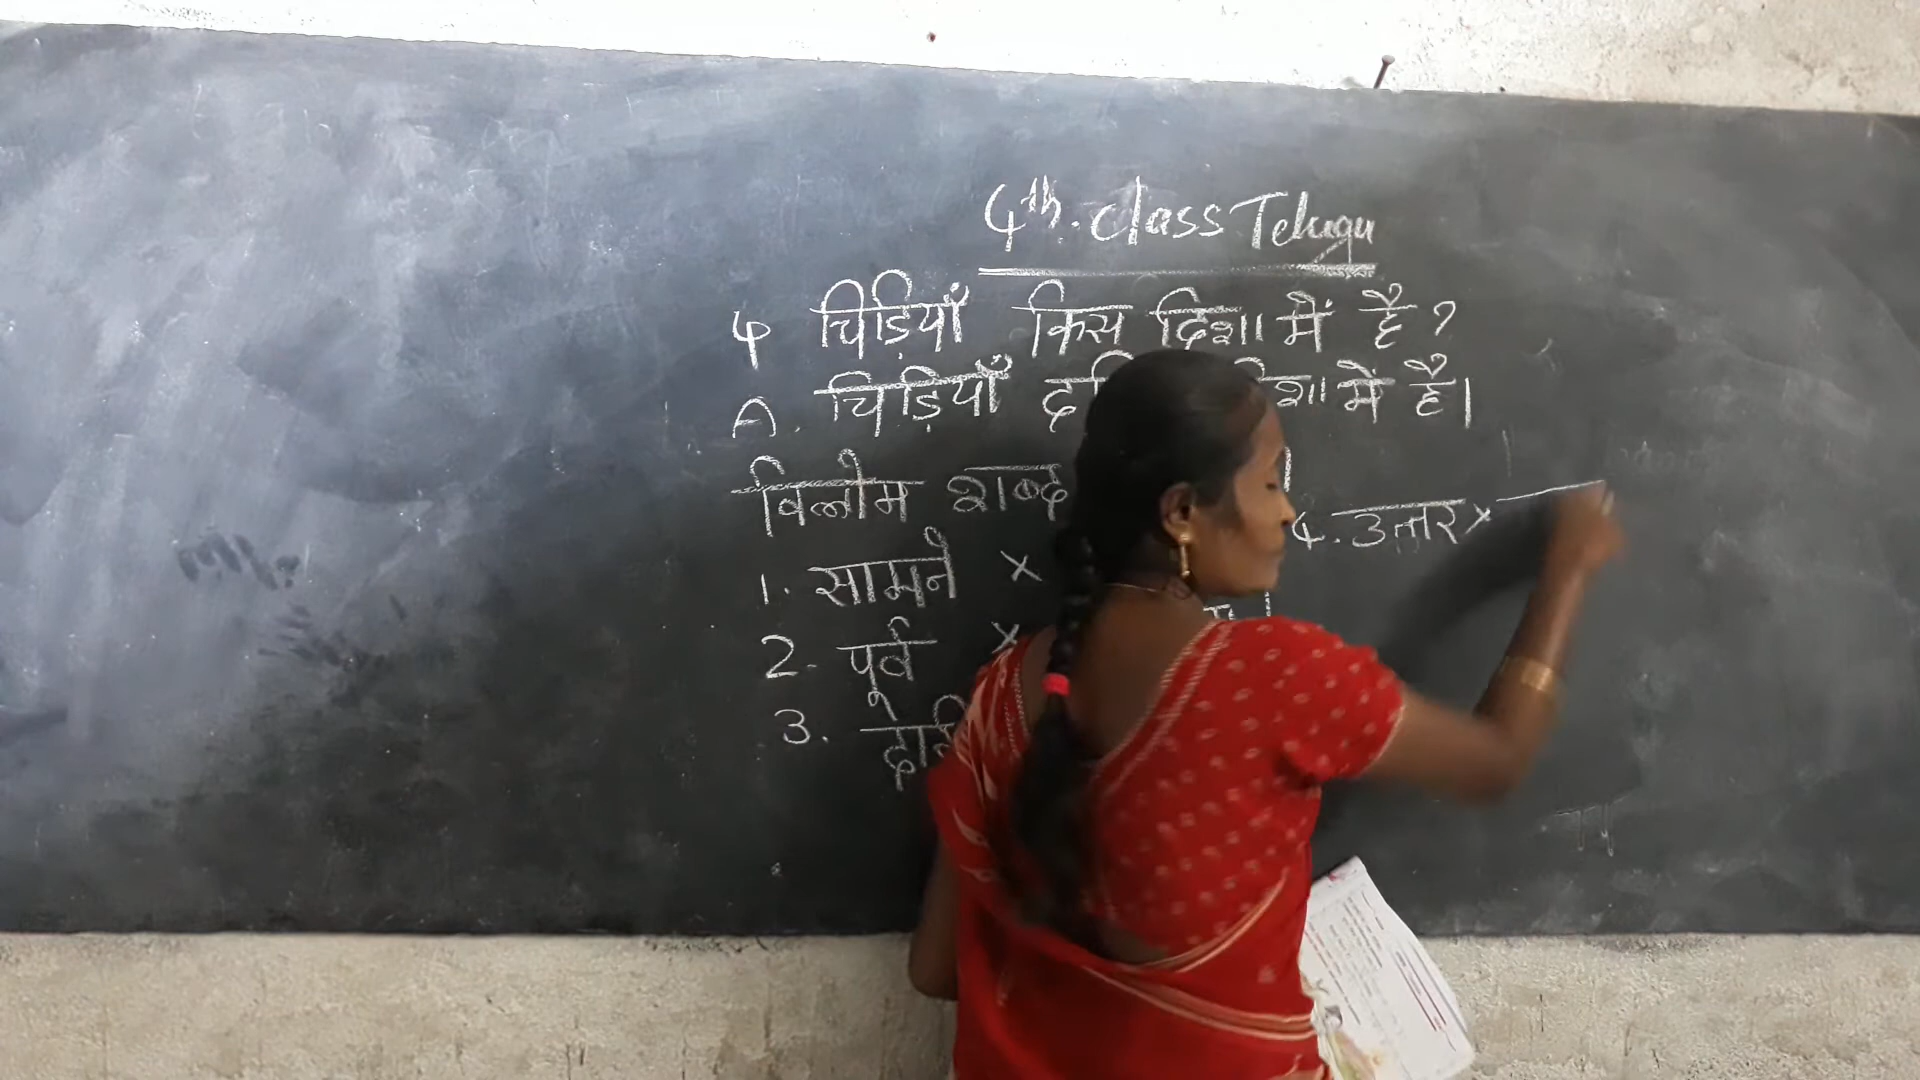 4th. class Telugu
4 चिड़ियाँ किस दिशा में है?
A. चिड़ियाँ दिशा में है।
विलोम शब्द
1. सामने ×
2. पूर्व ×
3.
4. उत्तर ×